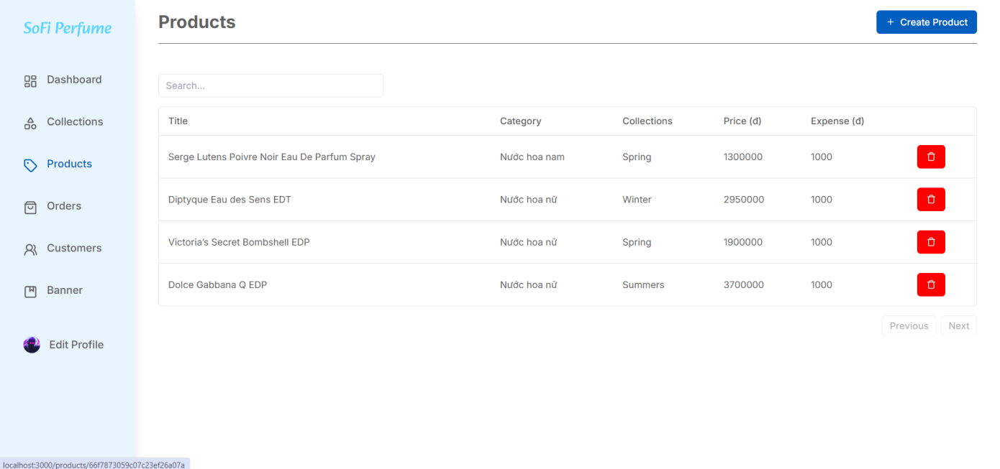 SoFi Perfume
Dashboard
Collections
Products
Orders
Customers
Banner
Edit Profile
Products
+ Create Product
Search...
Title Category Collections Price (đ) Expense (đ)
Serge Lutens Poivre Noir Eau De Parfum Spray Nước hoa nam Spring 1300000 1000
Diptyque Eau des Sens EDT Nước hoa nữ Winter 2950000 1000
Victoria’s Secret Bombshell EDP Nước hoa nữ Spring 1900000 1000
Dolce Gabbana Q EDP Nước hoa nữ Summers 3700000 1000
Previous Next
localhost:3000/products/66f7873059c07c23ef26a07a